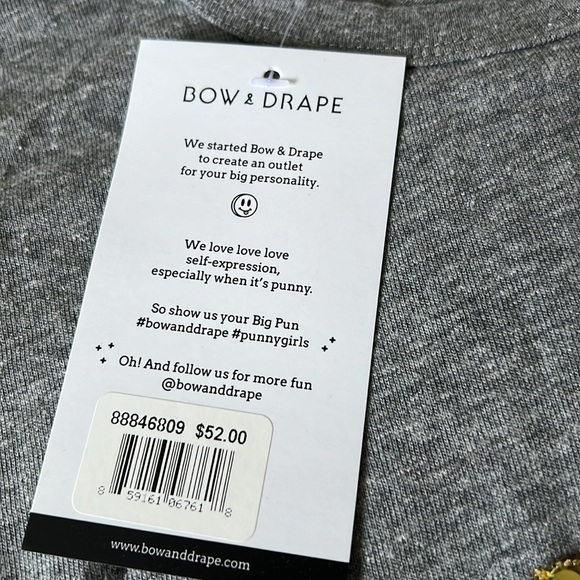 BOW & DRAPE
We started Bow & Drape
to create an outlet
for your big personality.
We love love love
self-expression,
especially when it's punny.
So show us your Big Pun
#bowanddrape #punnygirls
Oh! And follow us for more fun
@bowanddrape
88846809 $52.00
8 59161 06761 8
www.bowanddrape.com